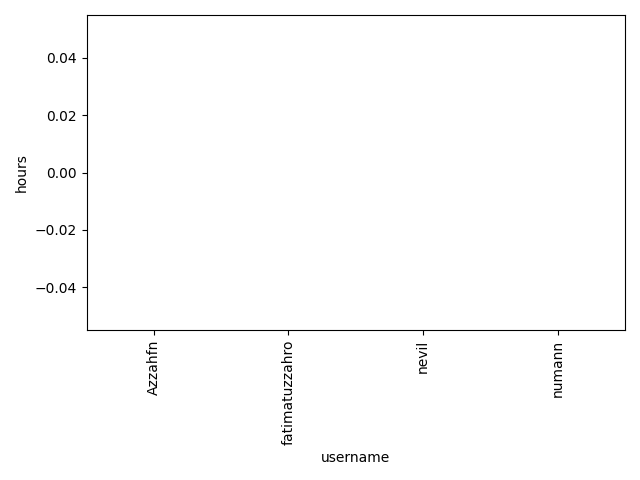 0.04
0.02
0.00
−0.02
−0.04
hours
Azzahfn
fatimatuzzahro
nevil
numann
username